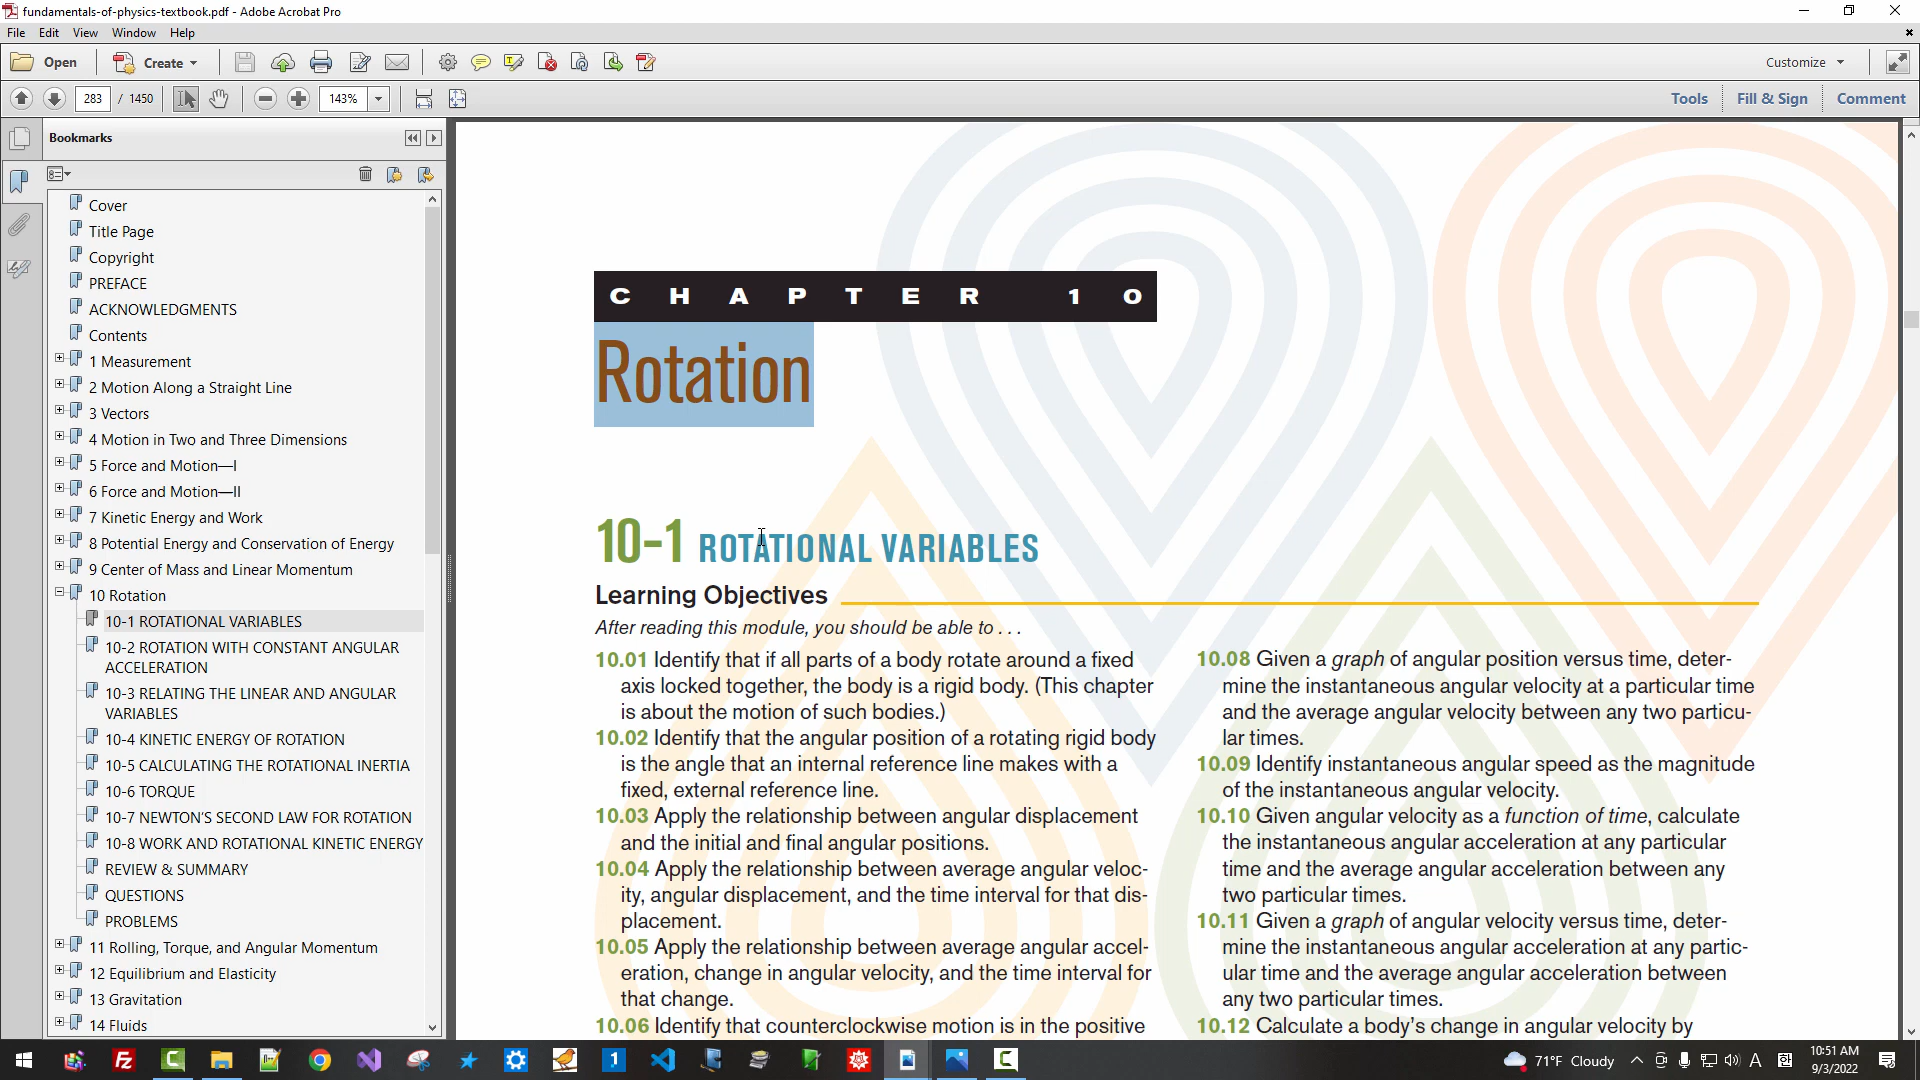 fundamentals-of-physics-textbook.pdf - Adobe Acrobat Pro
File Edit View Window Help
Open Create Customize
283 / 1450 143% Tools Fill & Sign Comment
Bookmarks
Cover
Title Page
Copyright
PREFACE
ACKNOWLEDGMENTS
Contents
1 Measurement
2 Motion Along a Straight Line
3 Vectors
4 Motion in Two and Three Dimensions
5 Force and Motion—I
6 Force and Motion—II
7 Kinetic Energy and Work
8 Potential Energy and Conservation of Energy
9 Center of Mass and Linear Momentum
10 Rotation
10-1 ROTATIONAL VARIABLES
10-2 ROTATION WITH CONSTANT ANGULAR
ACCELERATION
10-3 RELATING THE LINEAR AND ANGULAR
VARIABLES
10-4 KINETIC ENERGY OF ROTATION
10-5 CALCULATING THE ROTATIONAL INERTIA
10-6 TORQUE
10-7 NEWTON'S SECOND LAW FOR ROTATION
10-8 WORK AND ROTATIONAL KINETIC ENERGY
REVIEW & SUMMARY
QUESTIONS
PROBLEMS
11 Rolling, Torque, and Angular Momentum
12 Equilibrium and Elasticity
13 Gravitation
14 Fluids
CHAPTER 10
Rotation
10-1 ROTATIONAL VARIABLES
Learning Objectives
After reading this module, you should be able to . . .
10.01 Identify that if all parts of a body rotate around a fixed
axis locked together, the body is a rigid body. (This chapter
is about the motion of such bodies.)
10.02 Identify that the angular position of a rotating rigid body
is the angle that an internal reference line makes with a
fixed, external reference line.
10.03 Apply the relationship between angular displacement
and the initial and final angular positions.
10.04 Apply the relationship between average angular veloc-
ity, angular displacement, and the time interval for that dis-
placement.
10.05 Apply the relationship between average angular accel-
eration, change in angular velocity, and the time interval for
that change.
10.06 Identify that counterclockwise motion is in the positive
10.08 Given a graph of angular position versus time, deter-
mine the instantaneous angular velocity at a particular time
and the average angular velocity between any two particu-
lar times.
10.09 Identify instantaneous angular speed as the magnitude
of the instantaneous angular velocity.
10.10 Given angular velocity as a function of time, calculate
the instantaneous angular acceleration at any particular
time and the average angular acceleration between any
two particular times.
10.11 Given a graph of angular velocity versus time, deter-
mine the instantaneous angular acceleration at any partic-
ular time and the average angular acceleration between
any two particular times.
10.12 Calculate a body's change in angular velocity by
71°F Cloudy A 한 10:51 AM
9/3/2022